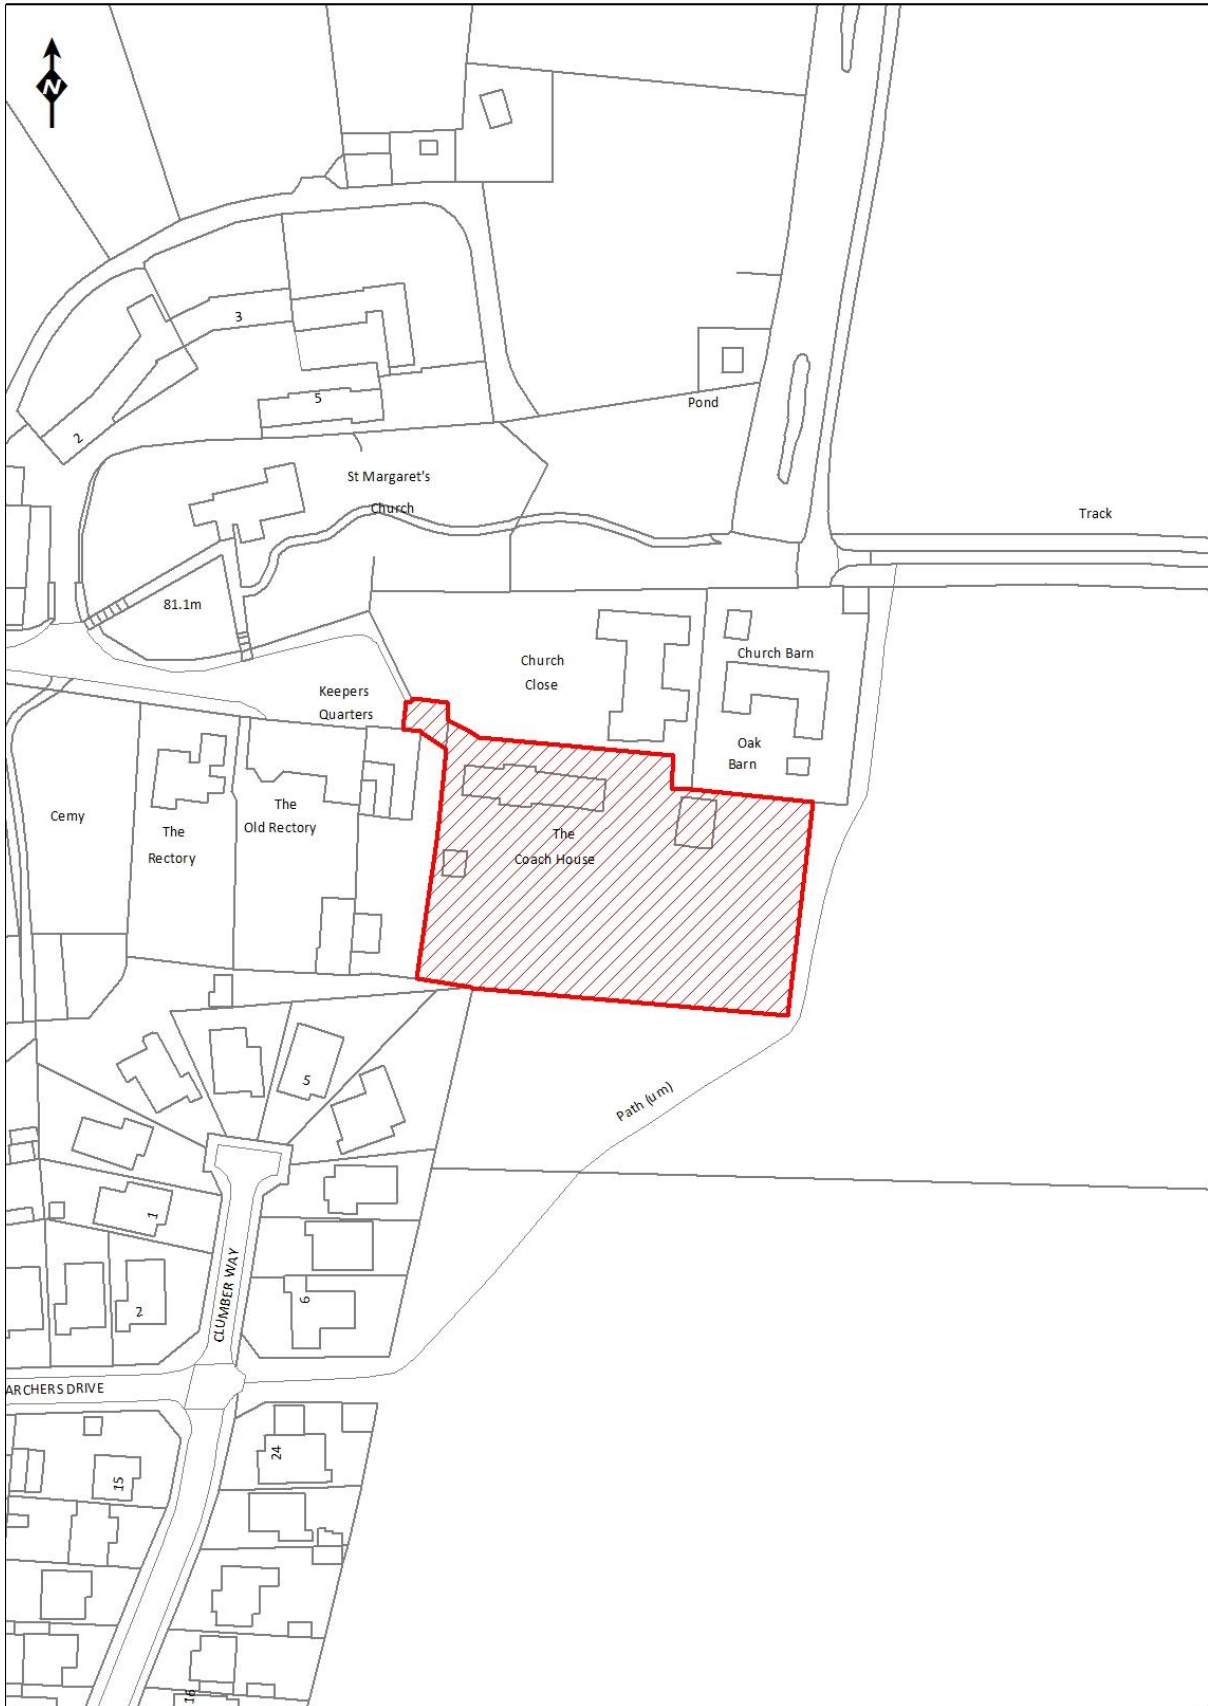 N
3
5
2
Pond
St Margaret's
Church
Track
81.1m
Church
Close
Church Barn
Keepers
Quarters
Oak
Barn
Cemy
The
Rectory
The
Old Rectory
The
Coach House
5
Path (um)
1
2
CLUMBER WAY
6
ARCHERS DRIVE
24
15
16